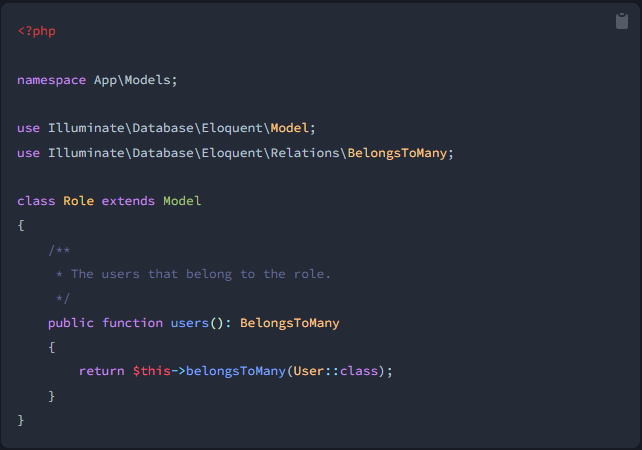 <?php
namespace App\Models;
use Illuminate\Database\Eloquent\Model;
use Illuminate\Database\Eloquent\Relations\BelongsToMany;
class Role extends Model
{
/**
* The users that belong to the role.
*/
public function users(): BelongsToMany
{
return $this->belongsToMany(User::class);
}
}